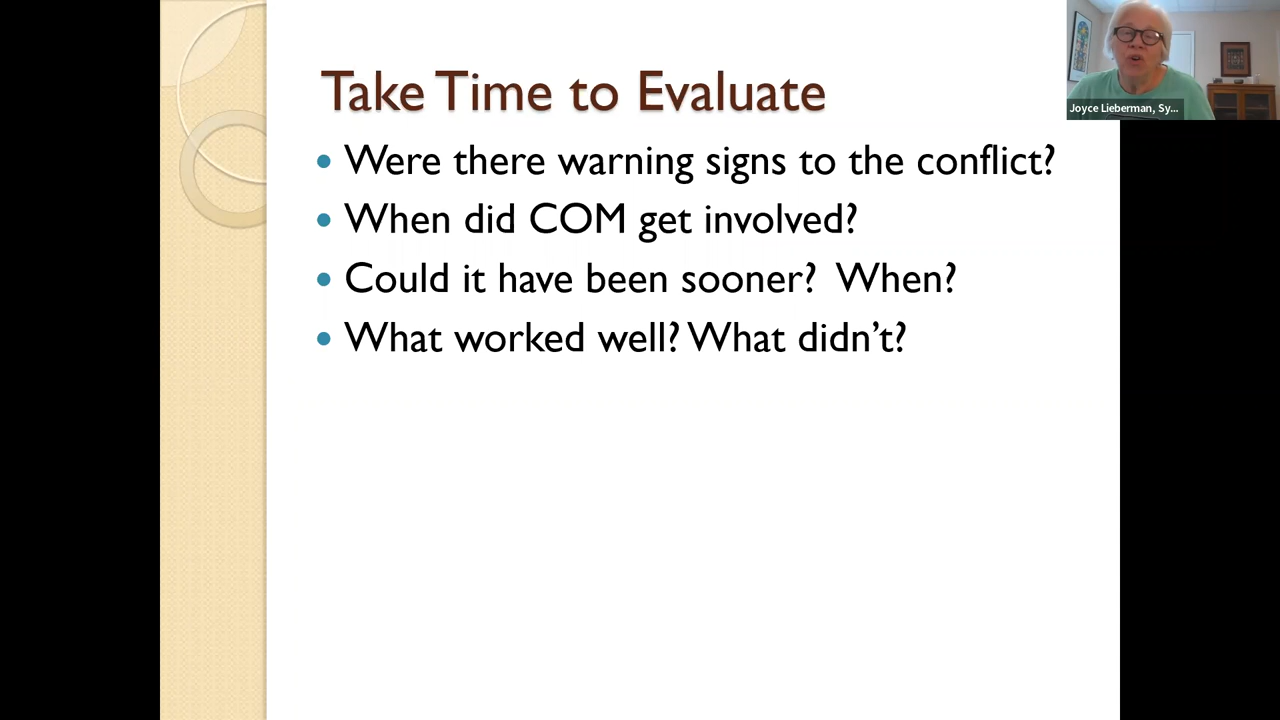 Take Time to Evaluate
Joyce Lieberman, Sy...
• Were there warning signs to the conflict?
• When did COM get involved?
• Could it have been sooner? When?
• What worked well? What didn't?